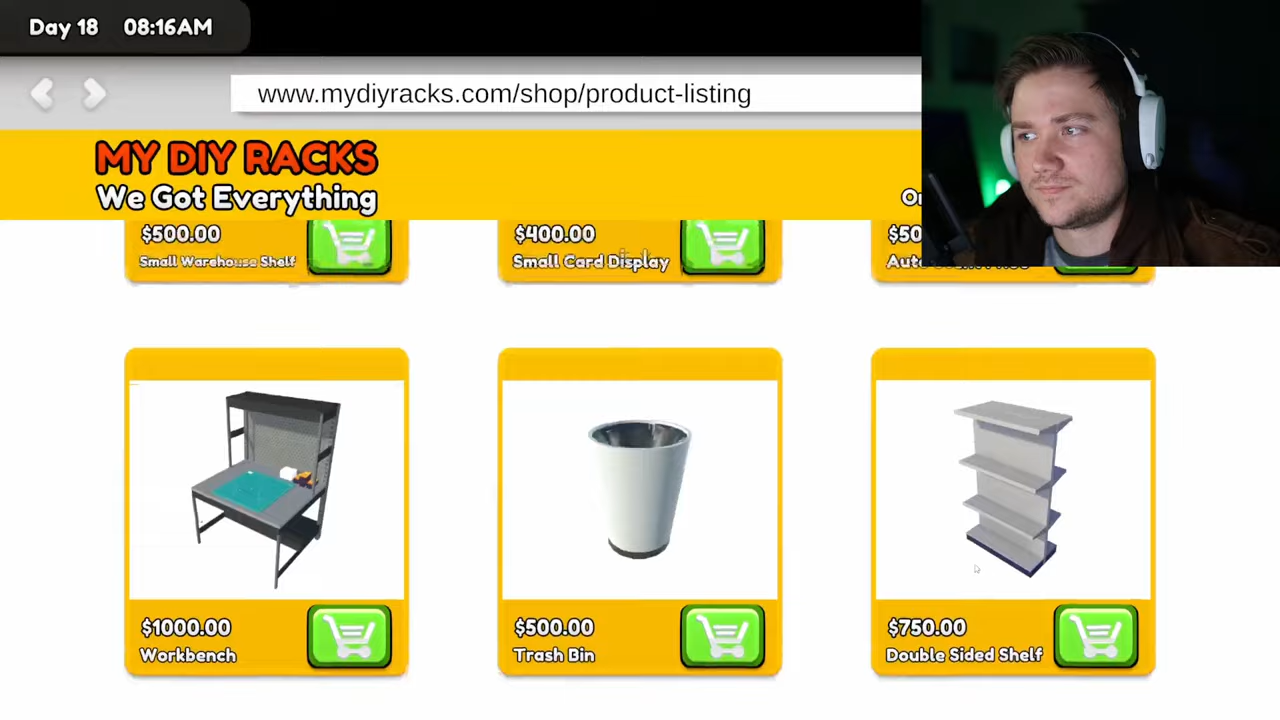 Day 18 08:16AM
www.mydiyracks.com/shop/product-listing
MY DIY RACKS
We Got Everything
$500.00
Small Warehouse Shelf
$400.00
Small Card Display
$1000.00
Workbench
$500.00
Trash Bin
$750.00
Double Sided Shelf